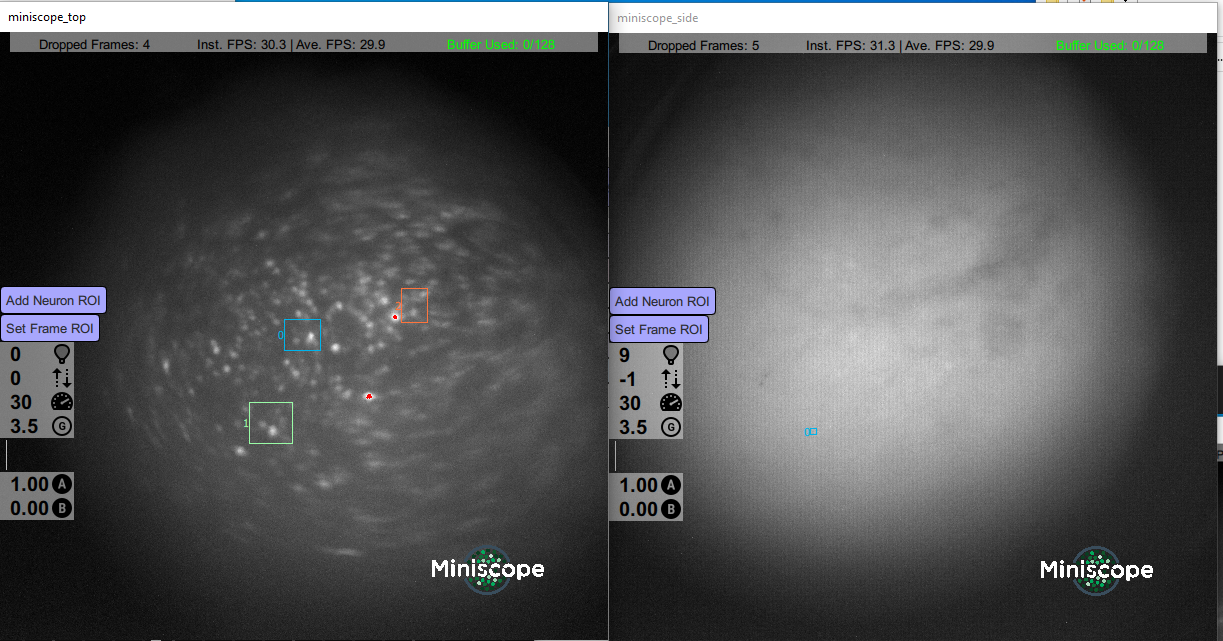 miniscope_top
Dropped Frames: 4 Inst. FPS: 30.3 | Ave. FPS: 29.9 Buffer Used: 0/128
Add Neuron ROI
Set Frame ROI
0
0
30
3.5 G
1.00 A
0.00 B
0
1
Miniscope
miniscope_side
Dropped Frames: 5 Inst. FPS: 31.3 | Ave. FPS: 29.9 Buffer Used: 0/128
Add Neuron ROI
Set Frame ROI
9
-1
30
3.5 G
1.00 A
0.00 B
Miniscope